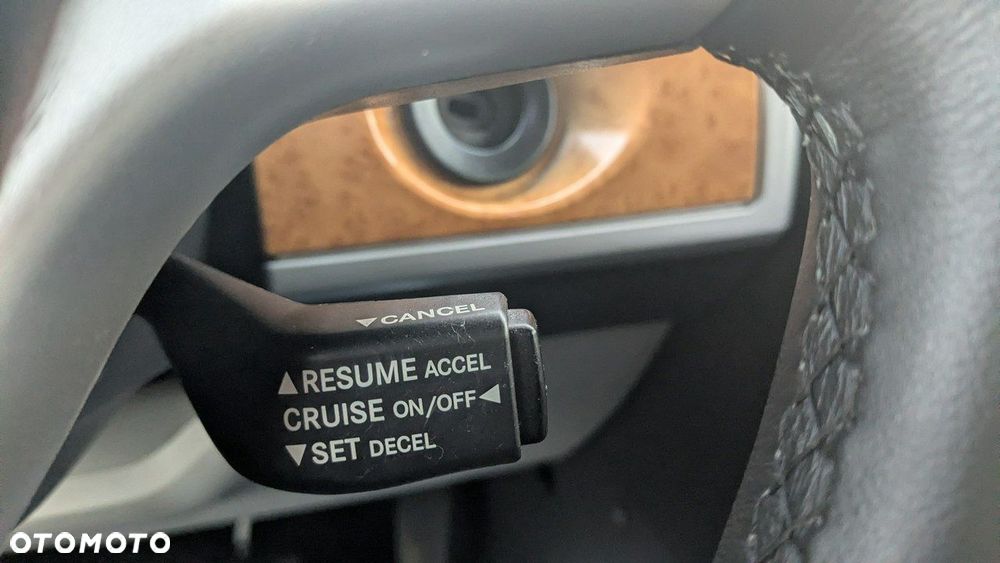 ▼CANCEL
▲RESUME ACCEL
CRUISE ON/OFF◀
▼SET DECEL
OTOMOTO